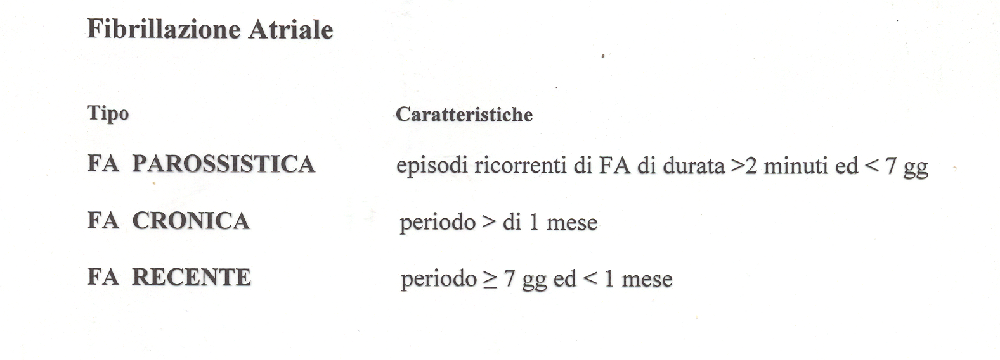 Fibrillazione Atriale
Tipo Caratteristiche
FA PAROSSISTICA episodi ricorrenti di FA di durata >2 minuti ed < 7 gg
FA CRONICA periodo > di 1 mese
FA RECENTE periodo ≥ 7 gg ed < 1 mese